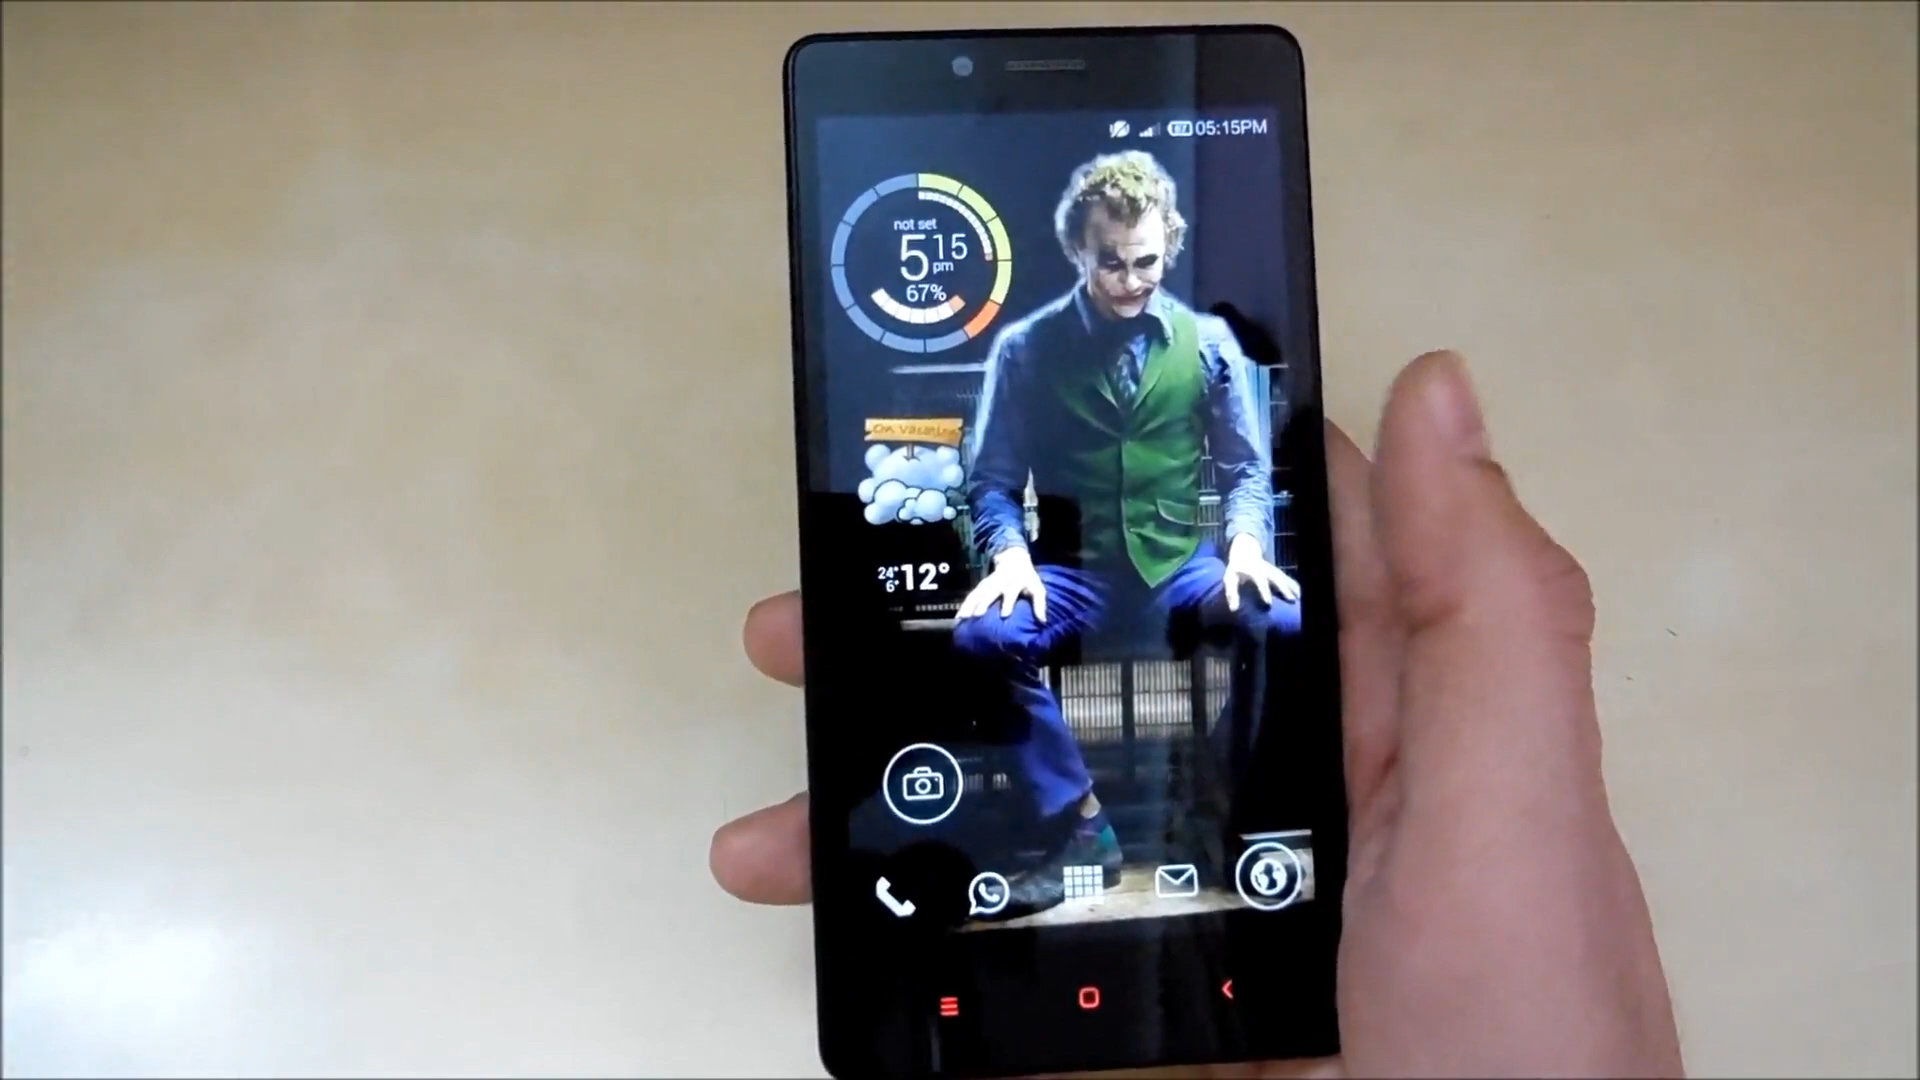 05:15PM
not set
5 15
pm
67%
On Vacation
24° 12°
6°